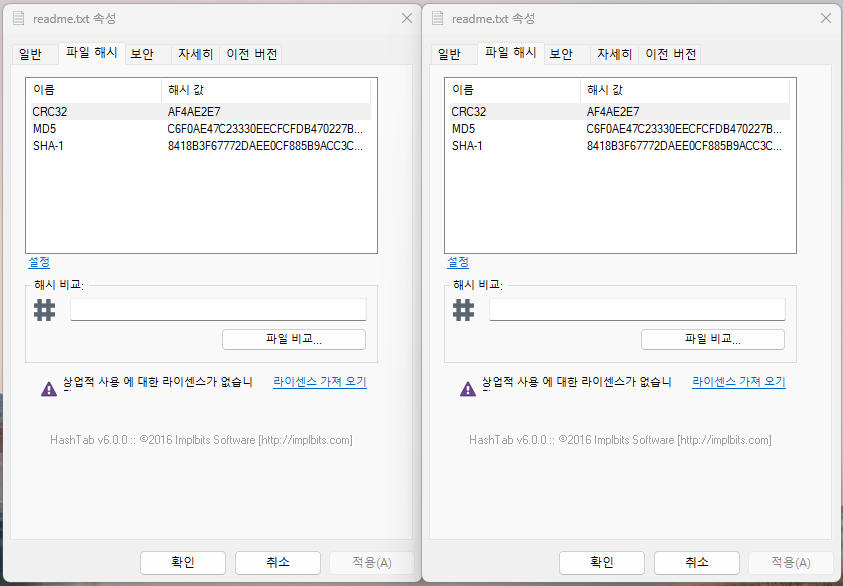 readme.txt 속성
일반 파일 해시 보안 자세히 이전 버전
이름 해시 값
CRC32 AF4AE2E7
MD5 C6F0AE47C23330EECFCFDB470227B...
SHA-1 8418B3F67772DAEE0CF885B9ACC3C...
설정
해시 비교:
파일 비교...
상업적 사용 에 대한 라이센스가 없습니 라이센스 가져 오기
HashTab v6.0.0 :: ©2016 Implbits Software [http://implbits.com]
확인 취소 적용(A)
readme.txt 속성
일반 파일 해시 보안 자세히 이전 버전
이름 해시 값
CRC32 AF4AE2E7
MD5 C6F0AE47C23330EECFCFDB470227B...
SHA-1 8418B3F67772DAEE0CF885B9ACC3C...
설정
해시 비교:
파일 비교...
상업적 사용 에 대한 라이센스가 없습니 라이센스 가져 오기
HashTab v6.0.0 :: ©2016 Implbits Software [http://implbits.com]
확인 취소 적용(A)